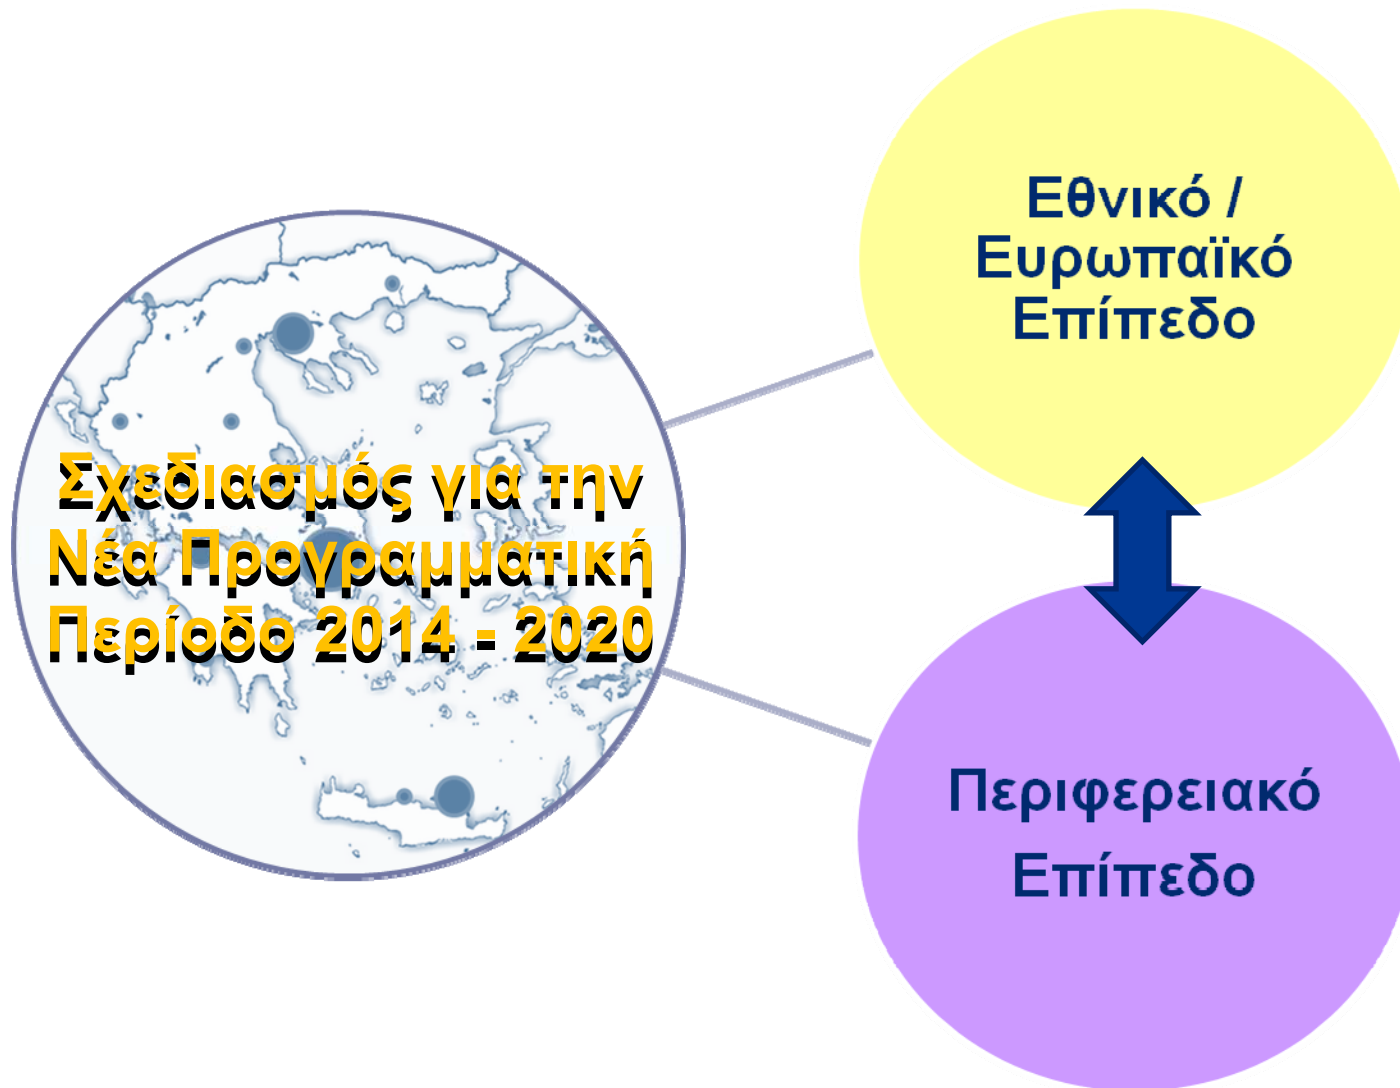 Σχεδιασμός για την
Νέα Προγραμματική
Περίοδο 2014 - 2020
Εθνικό /
Ευρωπαϊκό
Επίπεδο
Περιφερειακό
Επίπεδο